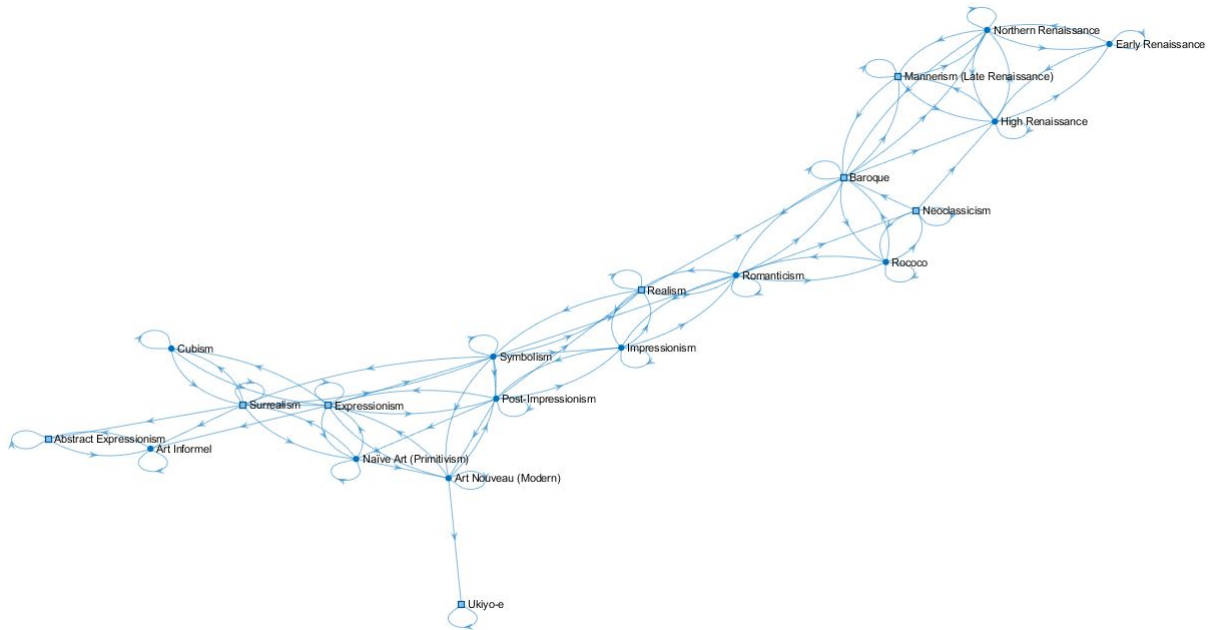 Northern Renaissance
Early Renaissance
Mannerism (Late Renaissance)
High Renaissance
Baroque
Neoclassicism
Rococo
Romanticism
Realism
Impressionism
Cubism
Symbolism
Post-Impressionism
Surrealism
Expressionism
Abstract Expressionism
Art Informel
Naïve Art (Primitivism)
Art Nouveau (Modern)
Ukiyo-e